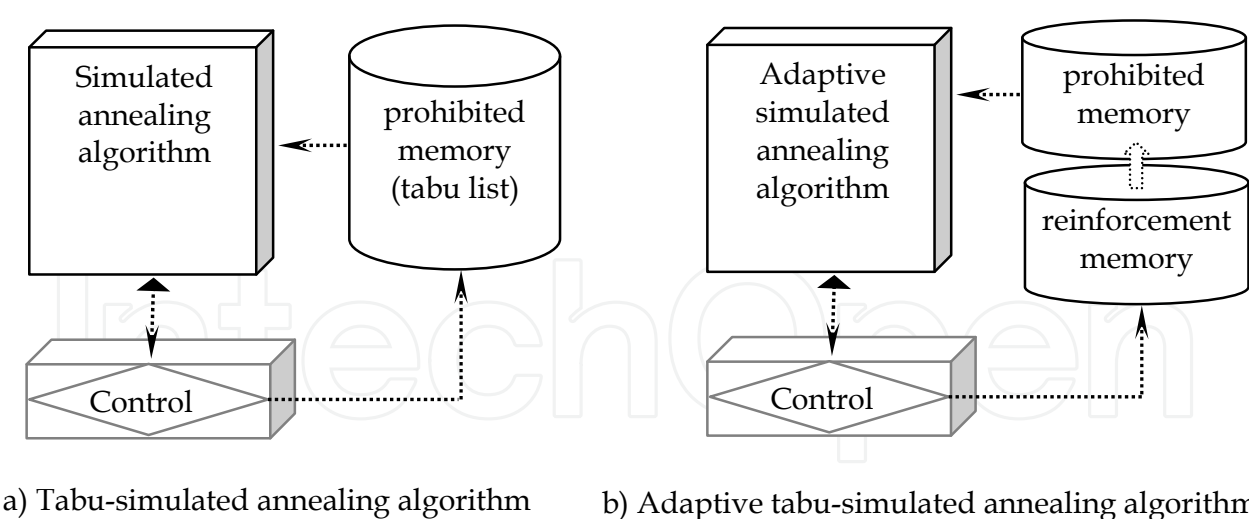 Simulated
annealing
algorithm
prohibited
memory
(tabu list)
Control
a) Tabu-simulated annealing algorithm
Adaptive
simulated
annealing
algorithm
prohibited
memory
reinforcement
memory
Control
b) Adaptive tabu-simulated annealing algorithm
IntechOpen